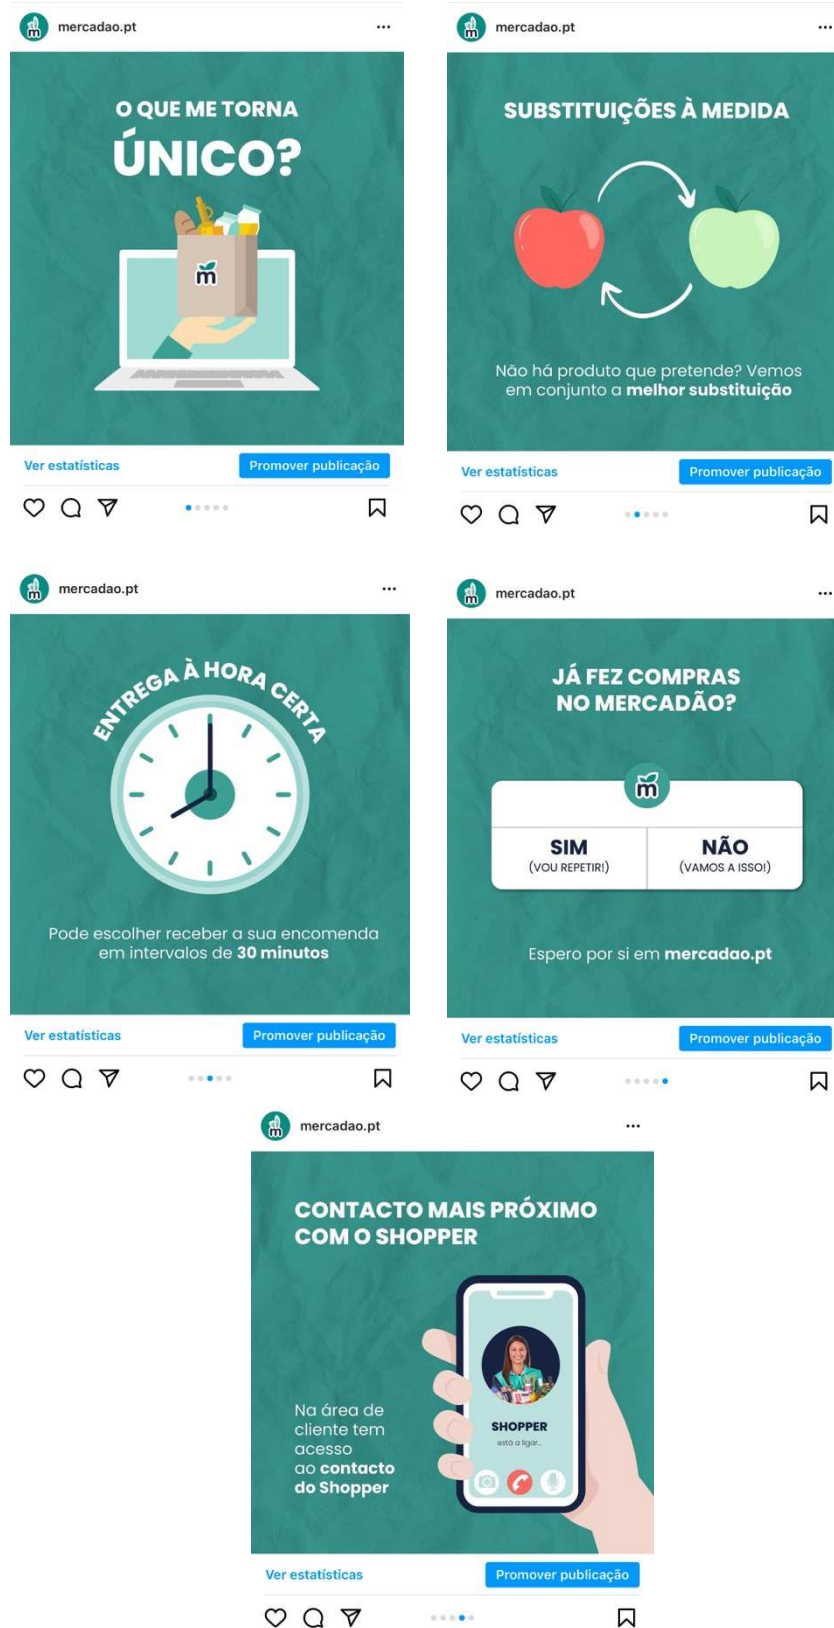 mercadao.pt
O QUE ME TORNA
ÚNICO?
m
Ver estatísticas
Promover publicação
mercadao.pt
SUBSTITUIÇÕES À MEDIDA
Não há produto que pretende? Vemos
em conjunto a melhor substituição
Ver estatísticas
Promover publicação
mercadao.pt
ENTREGA À HORA CERTA
Pode escolher receber a sua encomenda
em intervalos de 30 minutos
Ver estatísticas
Promover publicação
mercadao.pt
JÁ FEZ COMPRAS
NO MERCADÃO?
m
SIM
(VOU REPETIR!)
NÃO
(VAMOS A ISSO!)
Espero por si em mercadao.pt
Ver estatísticas
Promover publicação
mercadao.pt
CONTACTO MAIS PRÓXIMO
COM O SHOPPER
Na área de
cliente tem
acesso
ao contacto
do Shopper
SHOPPER
está a ligar...
Ver estatísticas
Promover publicação